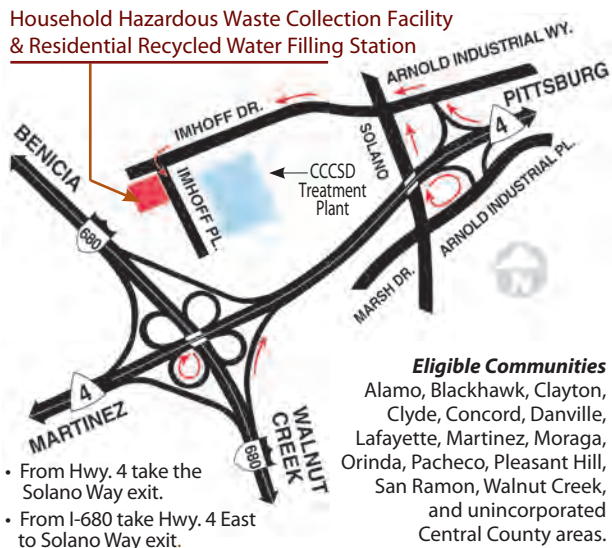 Household Hazardous Waste Collection Facility
& Residential Recycled Water Filling Station
ARNOLD INDUSTRIAL WY.
PITTSBURG
4
IMHOFF DR.
SOLANO
BENICIA
CCCSD
Treatment
Plant
IMHOFF PL.
ARNOLD INDUSTRIAL PL.
680
MARSH DR.
N
4
MARTINEZ
WALNUT
CREEK
680
Eligible Communities
Alamo, Blackhawk, Clayton,
Clyde, Concord, Danville,
Lafayette, Martinez, Moraga,
Orinda, Pacheco, Pleasant Hill,
San Ramon, Walnut Creek,
and unincorporated
Central County areas.
• From Hwy. 4 take the
Solano Way exit.
• From I-680 take Hwy. 4 East
to Solano Way exit.